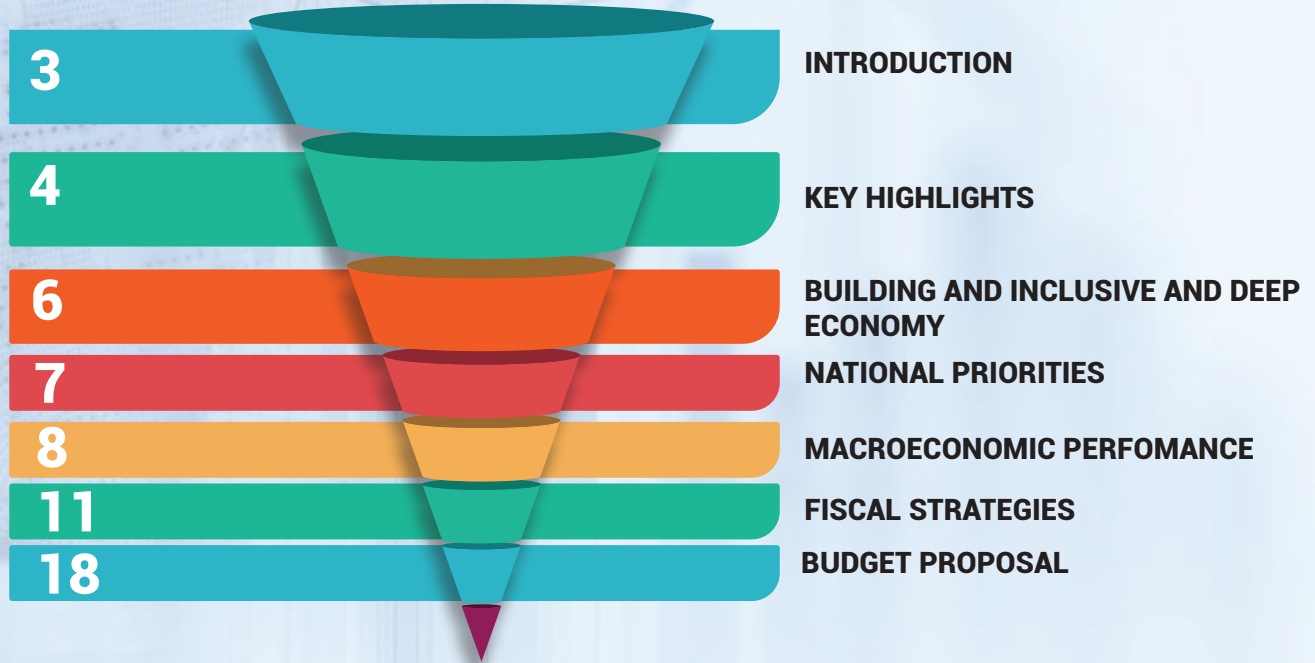 3
INTRODUCTION
4
KEY HIGHLIGHTS
6
BUILDING AND INCLUSIVE AND DEEP
ECONOMY
7
NATIONAL PRIORITIES
8
MACROECONOMIC PERFOMANCE
11
FISCAL STRATEGIES
18
BUDGET PROPOSAL